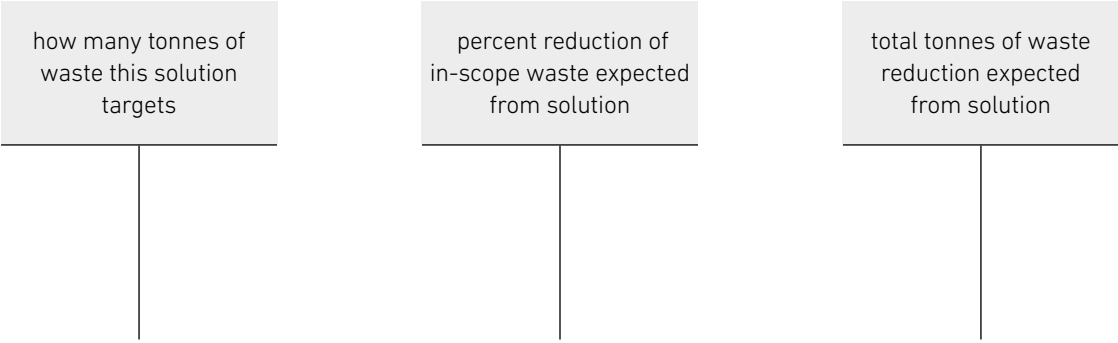 how many tonnes of
waste this solution
targets
percent reduction of
in-scope waste expected
from solution
total tonnes of waste
reduction expected
from solution